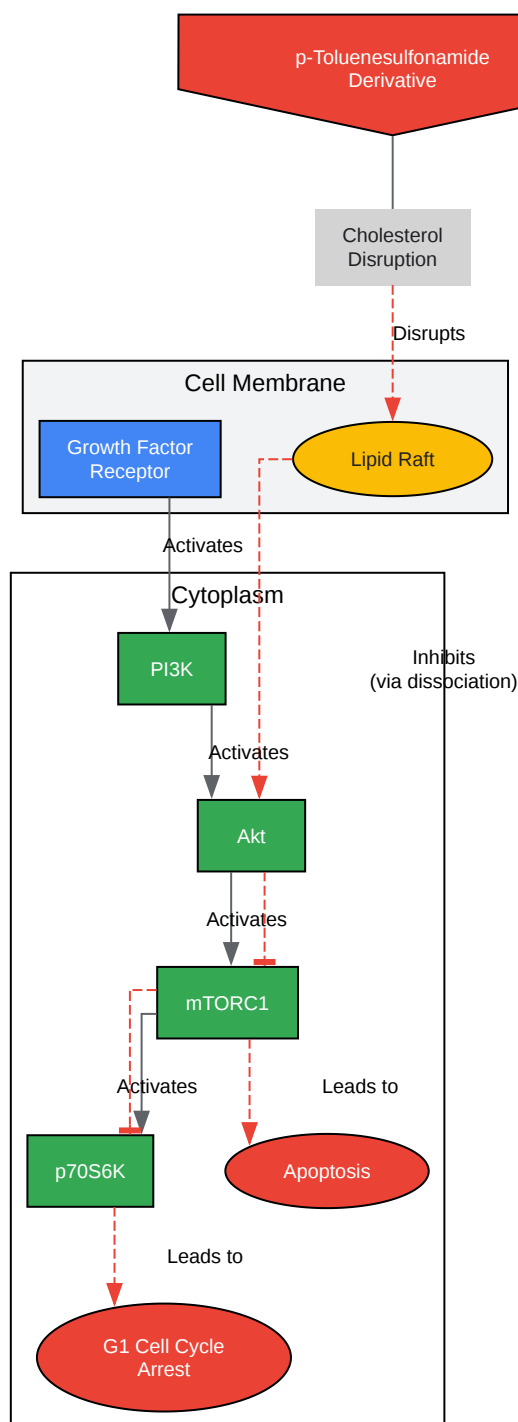 p-Toluenesulfonamide
Derivative
Cholesterol
Disruption
Disrupts
Cell Membrane
Growth Factor
Receptor
Lipid Raft
Activates
Cytoplasm
PI3K
Inhibits
(via dissociation)
Activates
Akt
Activates
mTORC1
Activates
Leads to
p70S6K
Apoptosis
Leads to
G1 Cell Cycle
Arrest